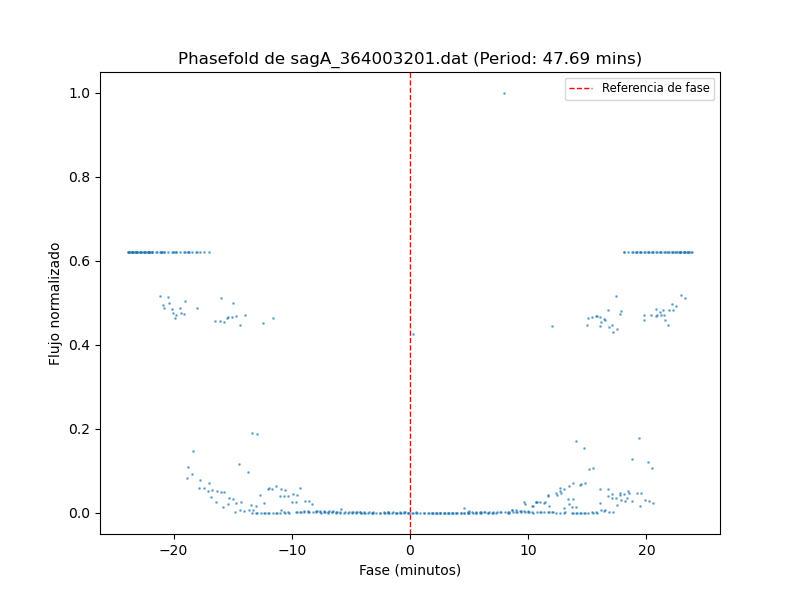 Phasefold de sagA_364003201.dat (Period: 47.69 mins)
Referencia de fase
1.0
0.8
0.6
0.4
0.2
0.0
Flujo normalizado
−20
−10
0
10
20
Fase (minutos)